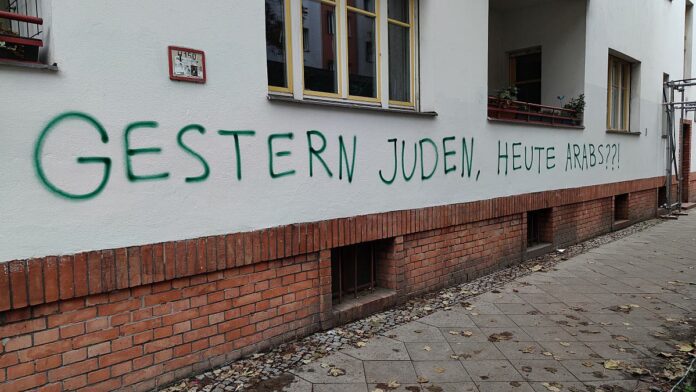 GESTERN JUDEN, HEUTE ARABS??!